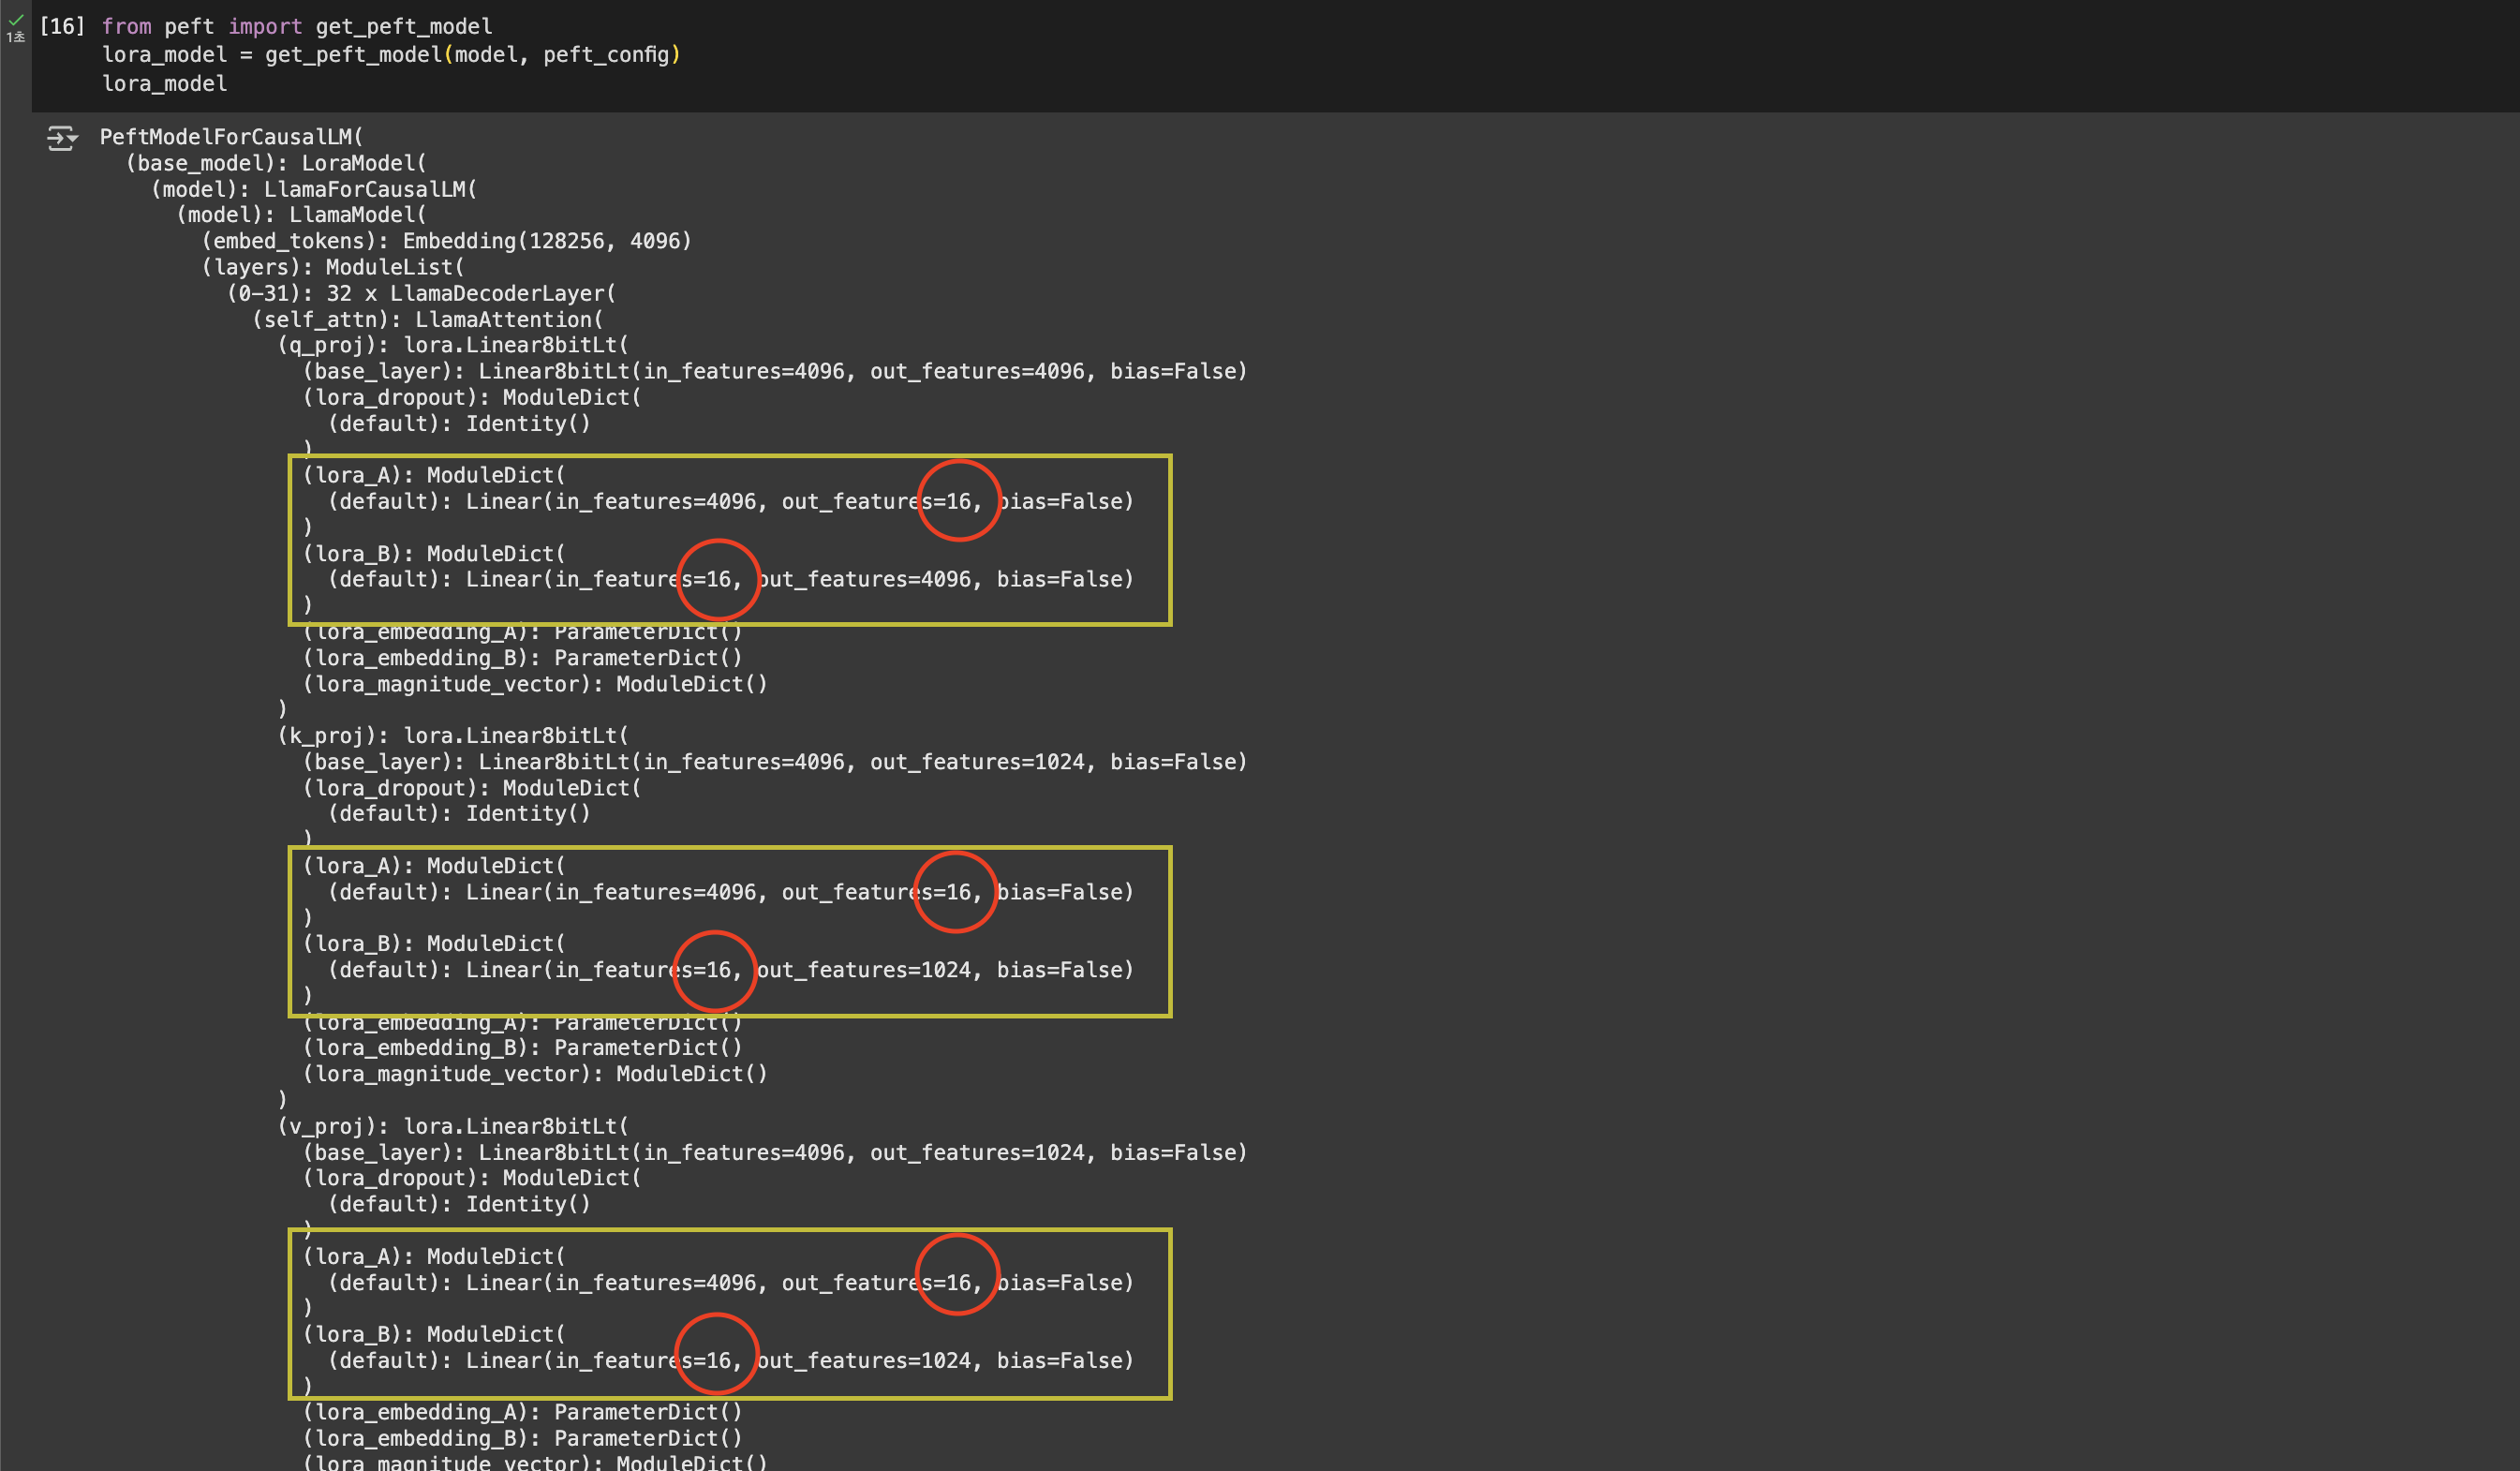 1초
[16] from peft import get_peft_model
lora_model = get_peft_model(model, peft_config)
lora_model
PeftModelForCausalLM(
(base_model): LoraModel(
(model): LlamaForCausalLM(
(model): LlamaModel(
(embed_tokens): Embedding(128256, 4096)
(layers): ModuleList(
(0-31): 32 x LlamaDecoderLayer(
(self_attn): LlamaAttention(
(q_proj): lora.Linear8bitLt(
(base_layer): Linear8bitLt(in_features=4096, out_features=4096, bias=False)
(lora_dropout): ModuleDict(
(default): Identity()
)
(lora_A): ModuleDict(
(default): Linear(in_features=4096, out_features=16, bias=False)
)
(lora_B): ModuleDict(
(default): Linear(in_features=16, out_features=4096, bias=False)
)
(lora_embedding_A): ParameterDict()
(lora_embedding_B): ParameterDict()
(lora_magnitude_vector): ModuleDict()
)
(k_proj): lora.Linear8bitLt(
(base_layer): Linear8bitLt(in_features=4096, out_features=1024, bias=False)
(lora_dropout): ModuleDict(
(default): Identity()
)
(lora_A): ModuleDict(
(default): Linear(in_features=4096, out_features=16, bias=False)
)
(lora_B): ModuleDict(
(default): Linear(in_features=16, out_features=1024, bias=False)
)
(lora_embedding_A): ParameterDict()
(lora_embedding_B): ParameterDict()
(lora_magnitude_vector): ModuleDict()
)
(v_proj): lora.Linear8bitLt(
(base_layer): Linear8bitLt(in_features=4096, out_features=1024, bias=False)
(lora_dropout): ModuleDict(
(default): Identity()
)
(lora_A): ModuleDict(
(default): Linear(in_features=4096, out_features=16, bias=False)
)
(lora_B): ModuleDict(
(default): Linear(in_features=16, out_features=1024, bias=False)
)
(lora_embedding_A): ParameterDict()
(lora_embedding_B): ParameterDict()
(lora_magnitude_vector): ModuleDict()